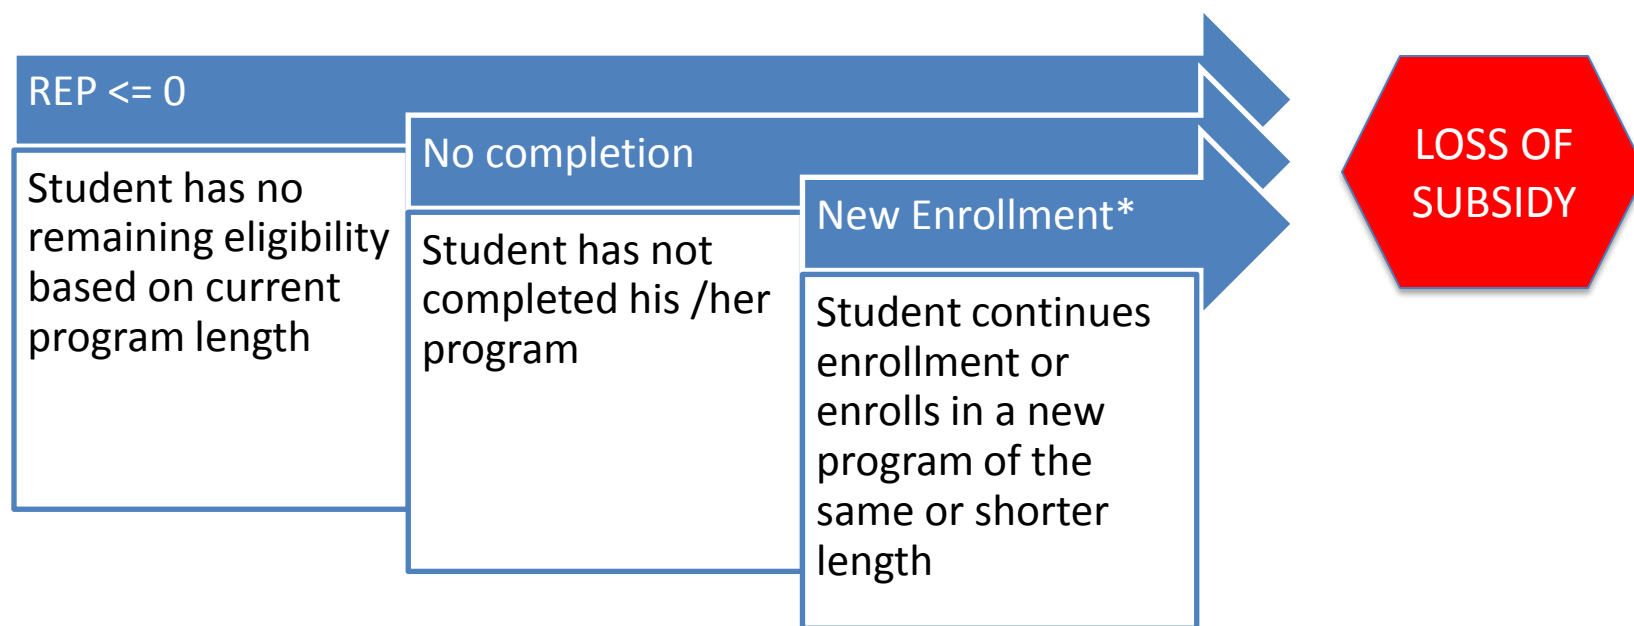 REP <= 0
Student has no
remaining eligibility
based on current
program length
No completion
Student has not
completed his /her
program
New Enrollment*
Student continues
enrollment or
enrolls in a new
program of the
same or shorter
length
LOSS OF
SUBSIDY